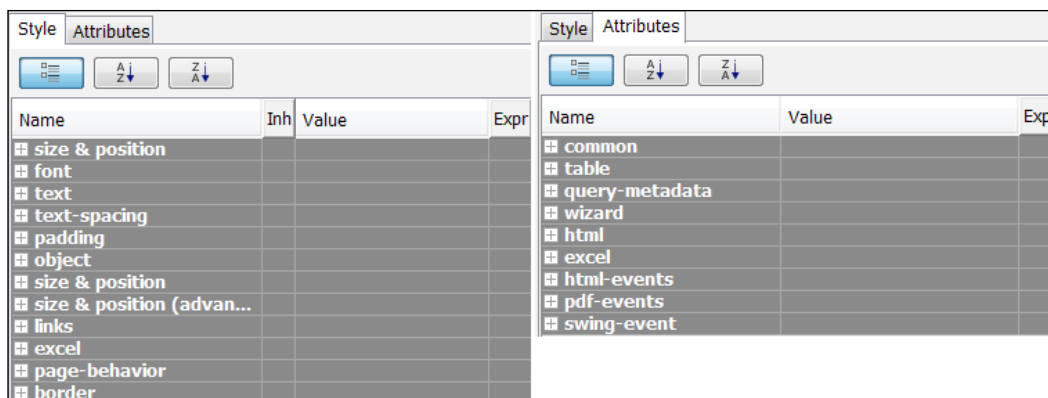 Style Attributes
A Z
Z A
Name Inh Value Expr
size & position
font
text
text-spacing
padding
object
size & position
size & position (advan...
links
excel
page-behavior
border
Style Attributes
A Z
Z A
Name Value Exp
common
table
query-metadata
wizard
html
excel
html-events
pdf-events
swing-event